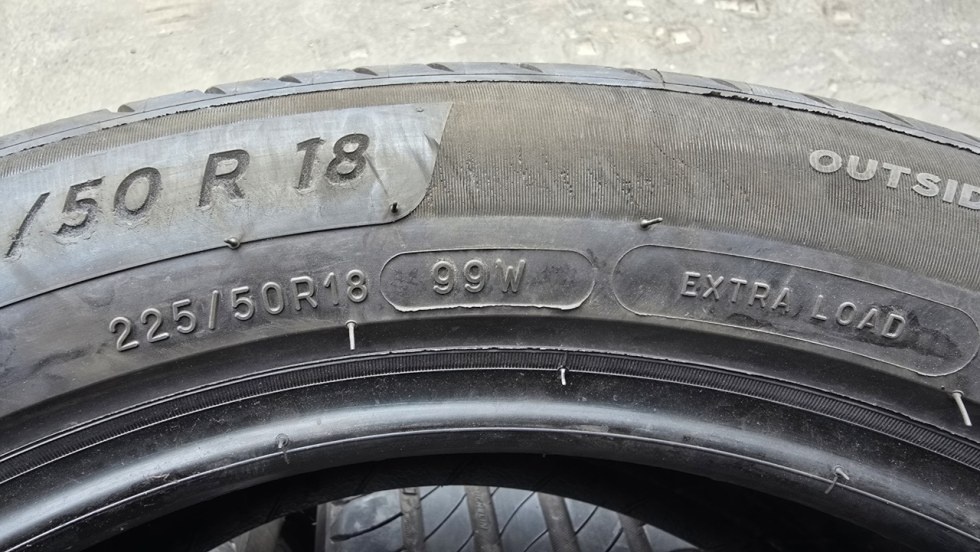 /50 R 18
OUTSID
225/50R18 99W EXTRA LOAD